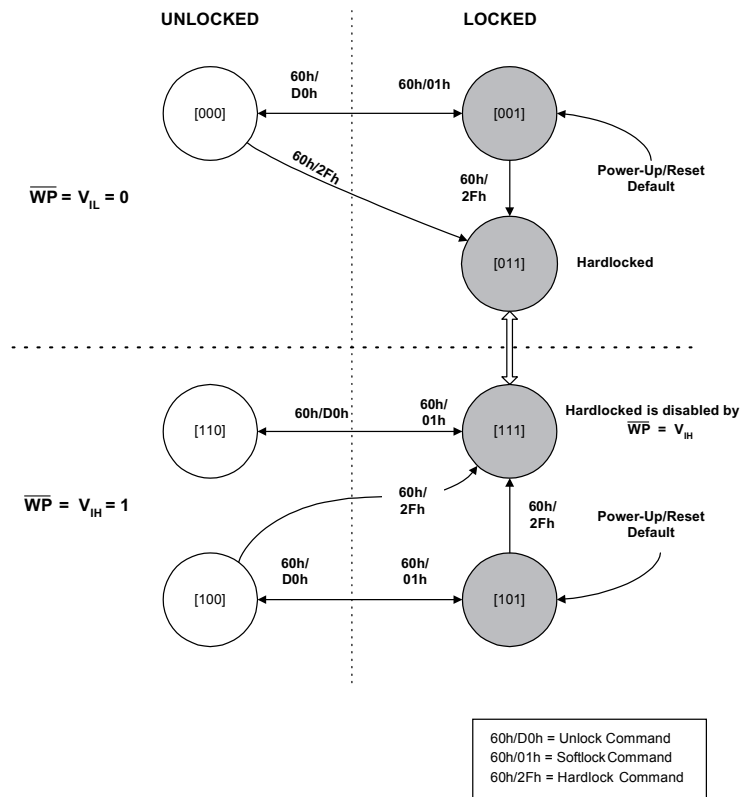 UNLOCKED
LOCKED
60h/
D0h
60h/01h
[000]
[001]
60h/2Fh
60h/
2Fh
Power-Up/Reset
Default
WP = VIL = 0
[011]
Hardlocked
60h/D0h
60h/
01h
[110]
[111]
Hardlocked is disabled by
WP = VIH
WP = VIH = 1
60h/
2Fh
60h/
2Fh
Power-Up/Reset
Default
60h/
D0h
60h/
01h
[100]
[101]
60h/D0h = Unlock Command
60h/01h = Softlock Command
60h/2Fh = Hardlock Command